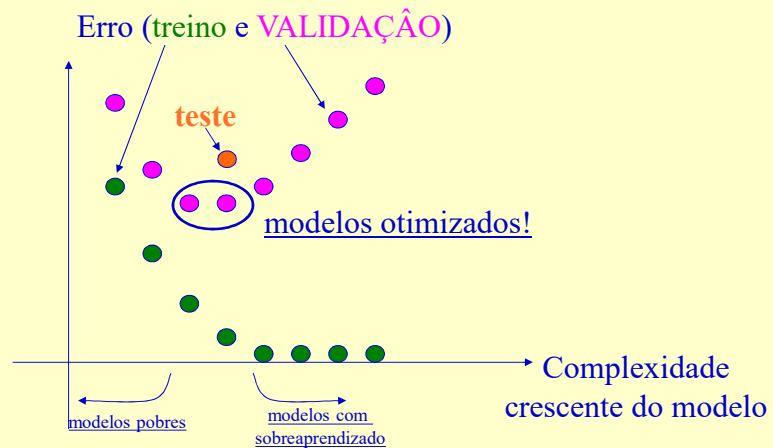 Erro (treino e VALIDAÇÂO)
teste
modelos otimizados!
Complexidade
crescente do modelo
modelos pobres
modelos com
sobreaprendizado